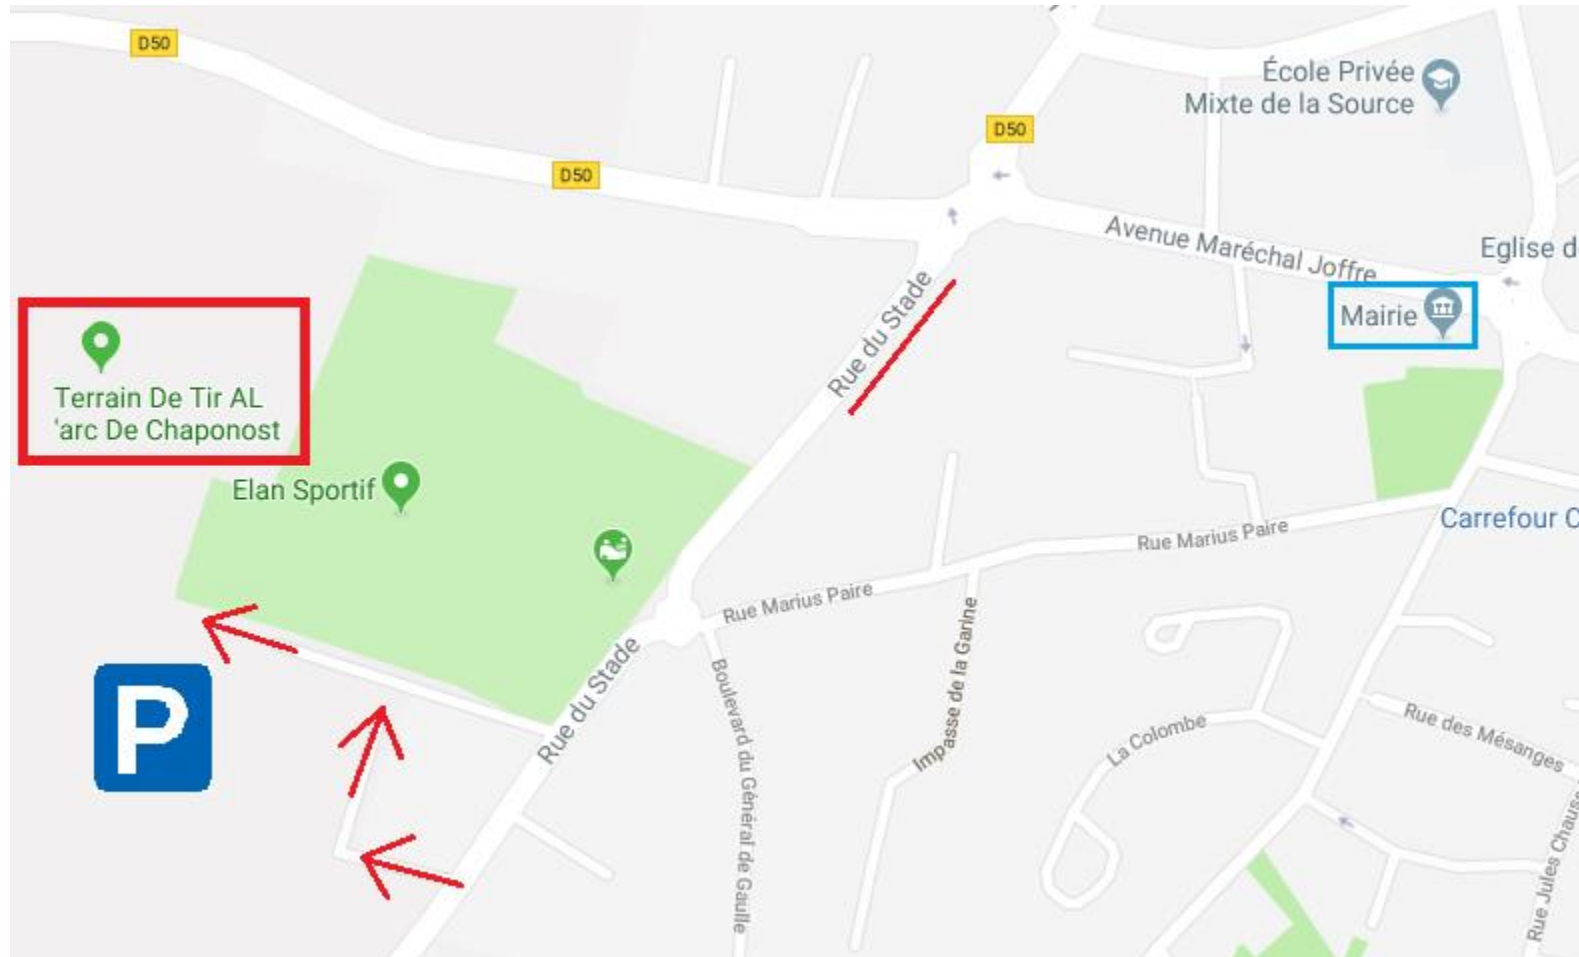 D50
D50
D50
École Privée
Mixte de la Source
Avenue Maréchal Joffre
Eglise d
Mairie
Rue du Stade
Terrain De Tir AL
'arc De Chaponost
Elan Sportif
Carrefour C
Rue Marius Paire
Rue Marius Paire
Rue du Stade
Boulevard du Général de Gaulle
Impasse de la Garine
La Colombe
Rue des Mésanges
Rue Jules Chauss
P